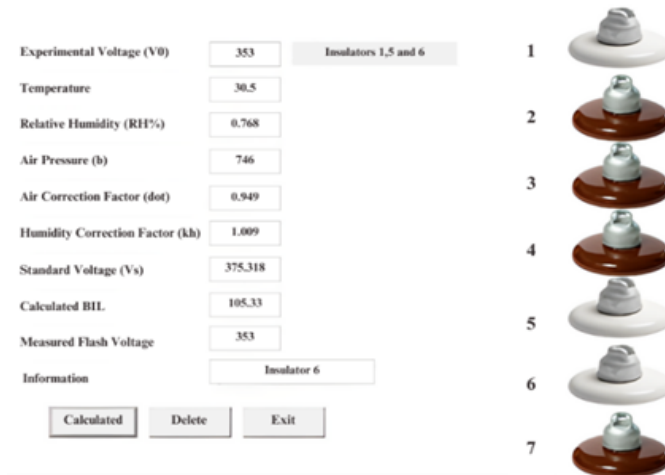 Experimental Voltage (V0) 353 Insulators 1,5 and 6
Temperature 30.5
Relative Humidity (RH%) 0.768
Air Pressure (b) 746
Air Correction Factor (dot) 0.949
Humidity Correction Factor (kh) 1.009
Standard Voltage (Vs) 375.318
Calculated BIL 105.33
Measured Flash Voltage 353
Information Insulator 6
Calculated Delete Exit
1
2
3
4
5
6
7